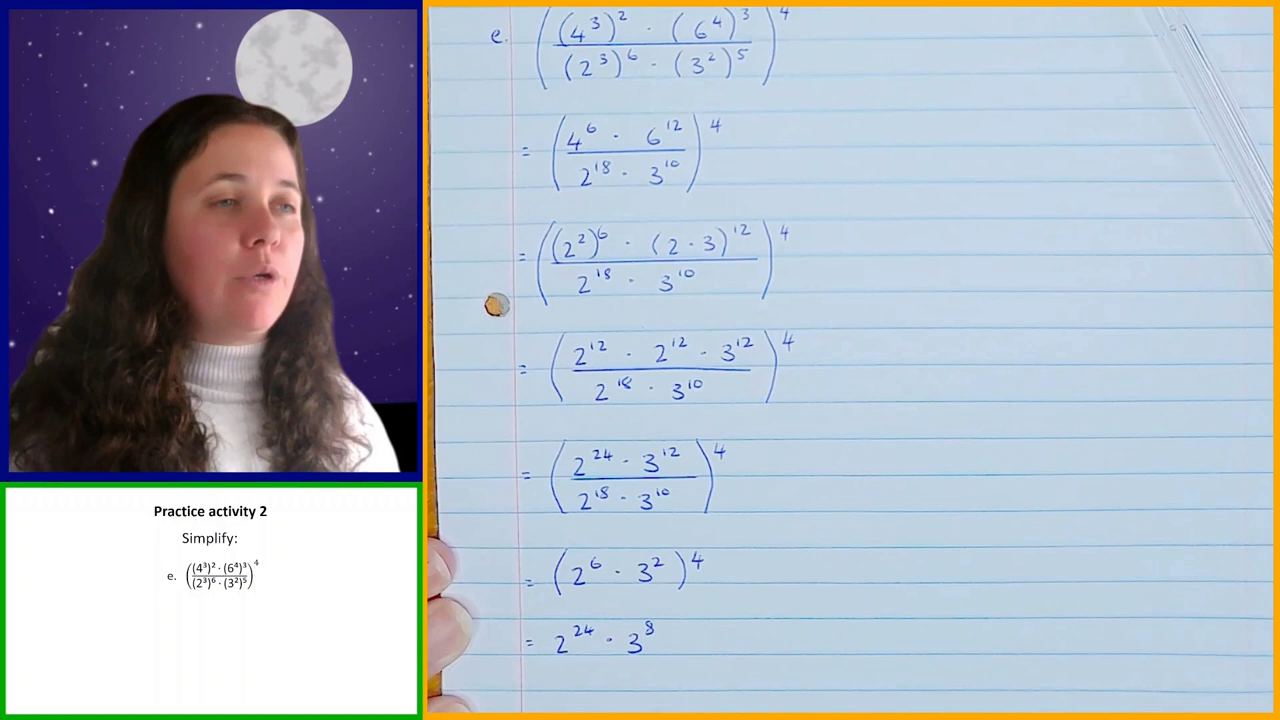 Practice activity 2
Simplify:
e. (((4³)² · (6⁴)³)/((2³)⁶ · (3²)⁵))⁴
e. (((4³)² · (6⁴)³)/((2³)⁶ · (3²)⁵))⁴
= ((4⁶ · 6¹²)/(2¹⁸ · 3¹⁰))⁴
= (((2²)⁶ · (2 · 3)¹²)/(2¹⁸ · 3¹⁰))⁴
= ((2¹² · 2¹² · 3¹²)/(2¹⁸ · 3¹⁰))⁴
= ((2²⁴ · 3¹²)/(2¹⁸ · 3¹⁰))⁴
= (2⁶ · 3²)⁴
= 2²⁴ · 3⁸